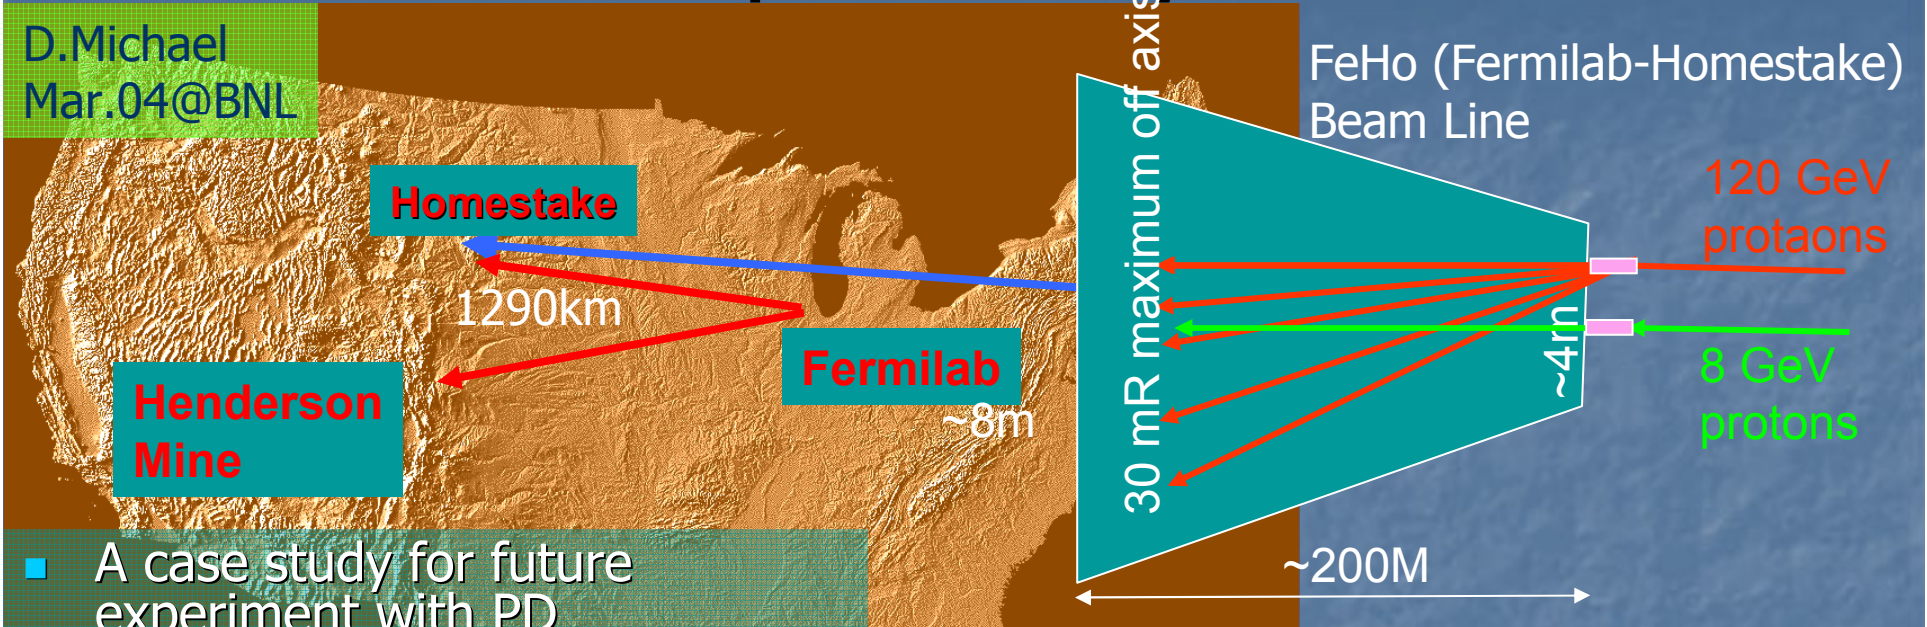 D.Michael
Mar.04@BNL
FeHo (Fermilab-Homestake)
Beam Line
30 mR maximum off axis
120 GeV
protaons
Homestake
1290km
Fermilab
~8m
~4m
8 GeV
protons
Henderson
Mine
~200M
A case study for future
experiment with PD